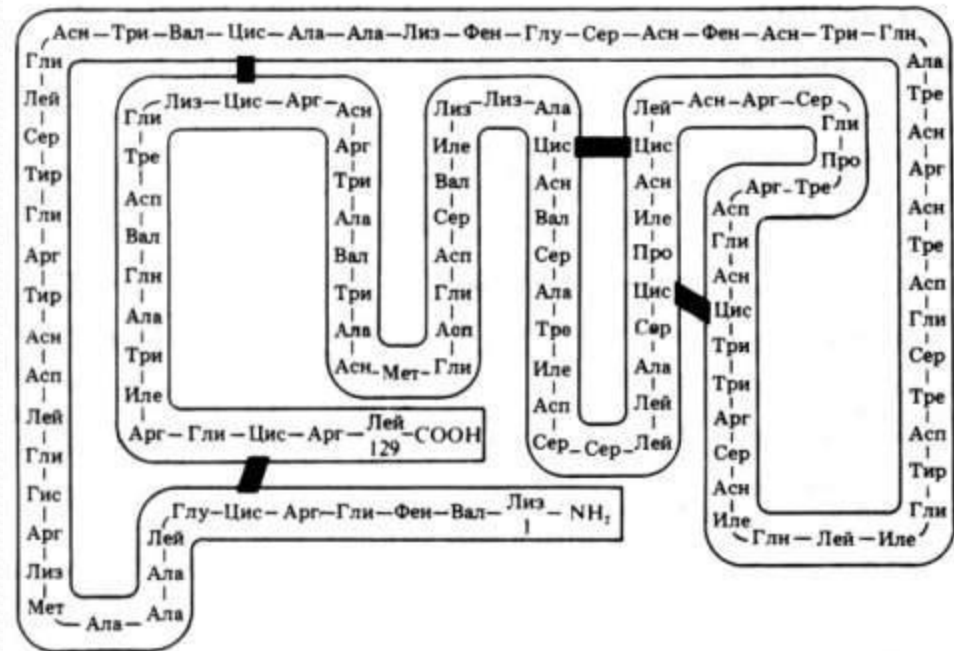 Асн – Три – Вал – Цис – Ала – Ала – Лиз – Фен – Глу – Сер – Асн – Фен – Асн – Три – Глн
Гли Ала
Лей Гли – Лиз – Цис – Арг – Асн Лиз – Лиз – Ала Лей – Асн – Арг – Сер Тре
Гли
Сер Тре Арг Иле Цис Цис Про Асн
Тир Асп Три Вал Асн Асн Арг – Тре Арг
Гли Вал Ала Сер Вал Иле Асп Асн
Арг Глн Вал Асп Сер Про Гли Тре
Тир Ала Три Гли Ала Цис Асн Асп
Асн Три Ала Асп Тре Сер Цис Гли
Асп Иле Асн – Мет – Гли Иле Ала Три Сер
Лей Асп Лей Три Тре
Гли Арг – Гли – Цис – Арг – Лей – COOH Сер – Сер – Лей Арг Асп
129
Гис Сер Тир
Арг Глу – Цис – Арг – Гли – Фен – Вал – Лиз – NH₂ Асн Гли
1
Лиз Лей Иле – Глн – Лей – Иле
Ала
Мет – Ала – Ала